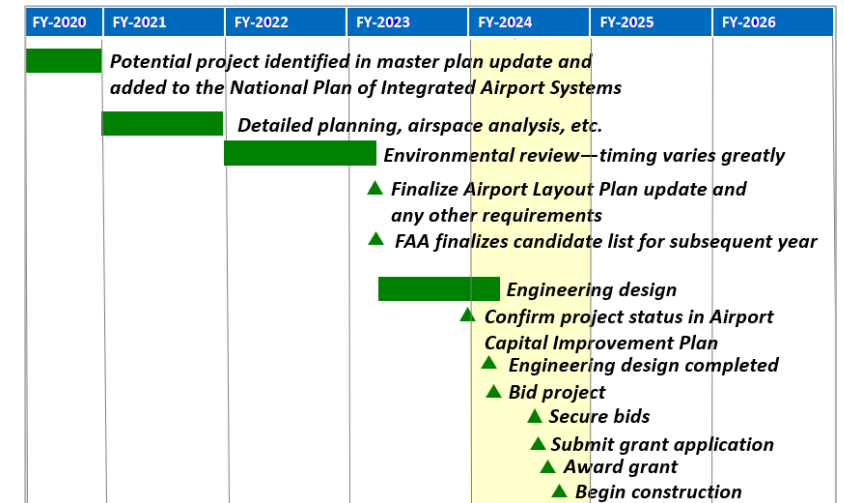 FY-2020 FY-2021 FY-2022 FY-2023 FY-2024 FY-2025 FY-2026
Potential project identified in master plan update and
added to the National Plan of Integrated Airport Systems
Detailed planning, airspace analysis, etc.
Environmental review—timing varies greatly
Finalize Airport Layout Plan update and
any other requirements
FAA finalizes candidate list for subsequent year
Engineering design
Confirm project status in Airport
Capital Improvement Plan
Engineering design completed
Bid project
Secure bids
Submit grant application
Award grant
Begin construction